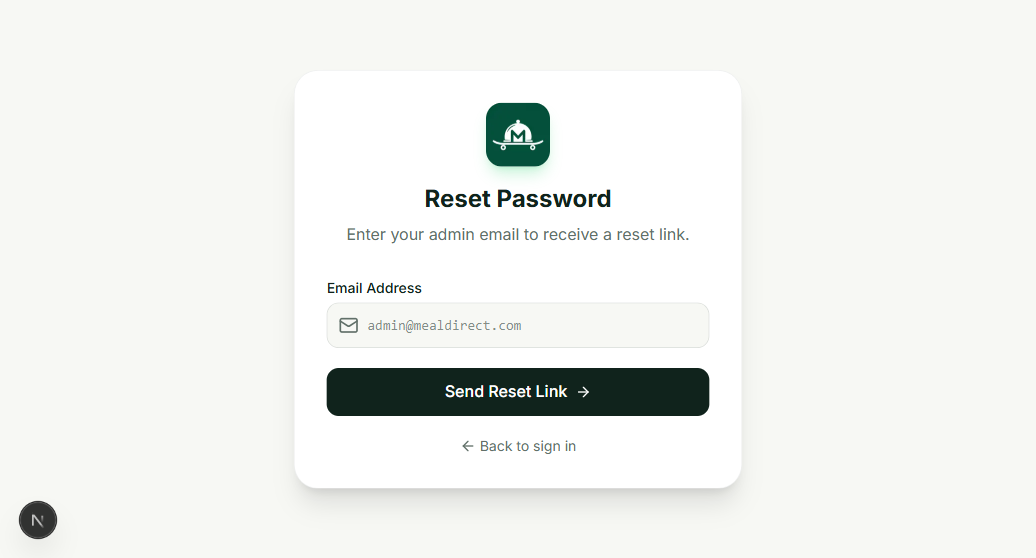 M
Reset Password
Enter your admin email to receive a reset link.
Email Address
admin@mealdirect.com
Send Reset Link →
← Back to sign in
N